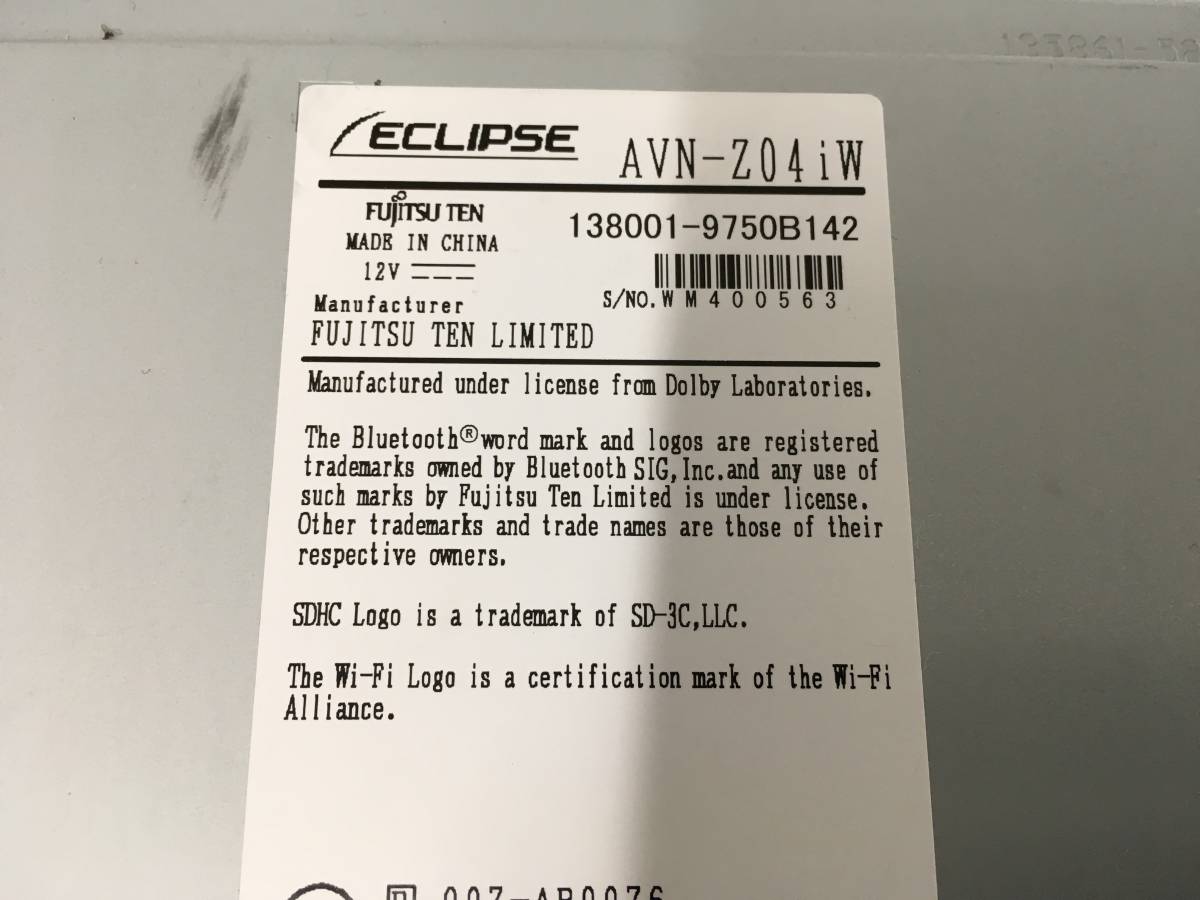 ECLIPSE AVN-Z04iW
FUJITSU TEN
138001-9750B142
MADE IN CHINA
12V
S/NO.WM400563
Manufacturer
FUJITSU TEN LIMITED
Manufactured under license from Dolby Laboratories.
The Bluetooth®word mark and logos are registered
trademarks owned by Bluetooth SIG,Inc.and any use of
such marks by Fujitsu Ten Limited is under license.
Other trademarks and trade names are those of their
respective owners.
SDHC Logo is a trademark of SD-3C,LLC.
The Wi-Fi Logo is a certification mark of the Wi-Fi
Alliance.